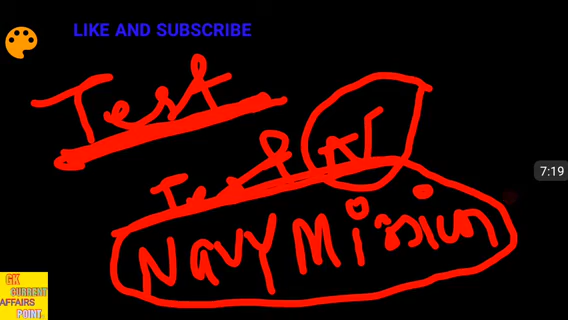 LIKE AND SUBSCRIBE
Test
Test
Navy Mission
7:19
GK
CURRENT
AFFAIRS
POINT